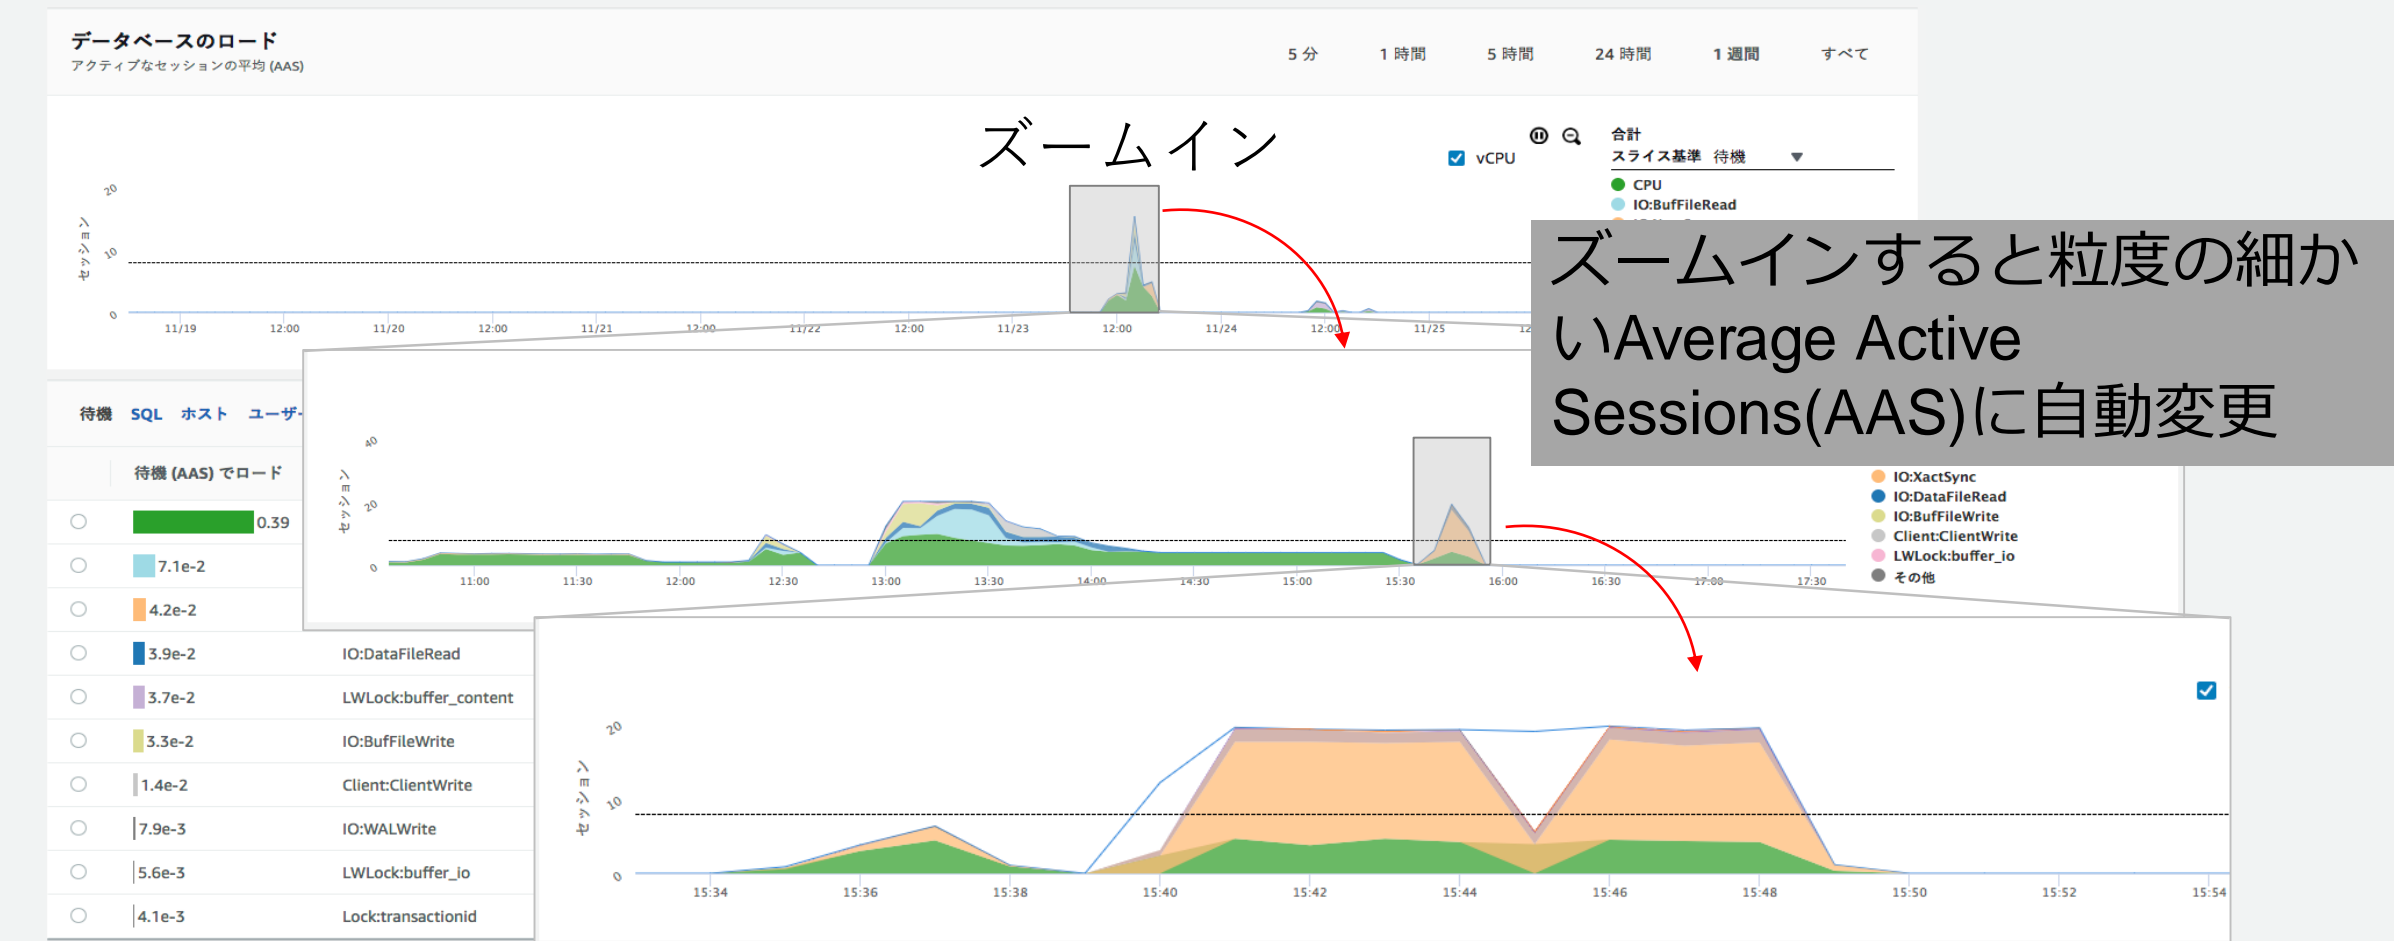 データベースのロード
アクティブなセッションの平均 (AAS)
5 分 1 時間 5 時間 24 時間 1 週間 すべて
ズームイン
vCPU
合計
スライス基準 待機
CPU
IO:BufFileRead
セッション
20
10
0
11/19 12:00 11/20 12:00 11/21 12:00 11/22 12:00 11/23 12:00 11/24 12:00 11/25
ズームインすると粒度の細か
いAverage Active
Sessions(AAS)に自動変更
待機 SQL ホスト ユーザー
待機 (AAS) でロード
0.39
7.1e-2
4.2e-2
3.9e-2 IO:DataFileRead
3.7e-2 LWLock:buffer_content
3.3e-2 IO:BufFileWrite
1.4e-2 Client:ClientWrite
7.9e-3 IO:WALWrite
5.6e-3 LWLock:buffer_io
4.1e-3 Lock:transactionid
セッション
40
20
0
11:00 11:30 12:00 12:30 13:00 13:30 14:00 14:30 15:00 15:30 16:00 16:30 17:00 17:30
IO:XactSync
IO:DataFileRead
IO:BufFileWrite
Client:ClientWrite
LWLock:buffer_io
その他
セッション
20
10
0
15:34 15:36 15:38 15:40 15:42 15:44 15:46 15:48 15:50 15:52 15:54